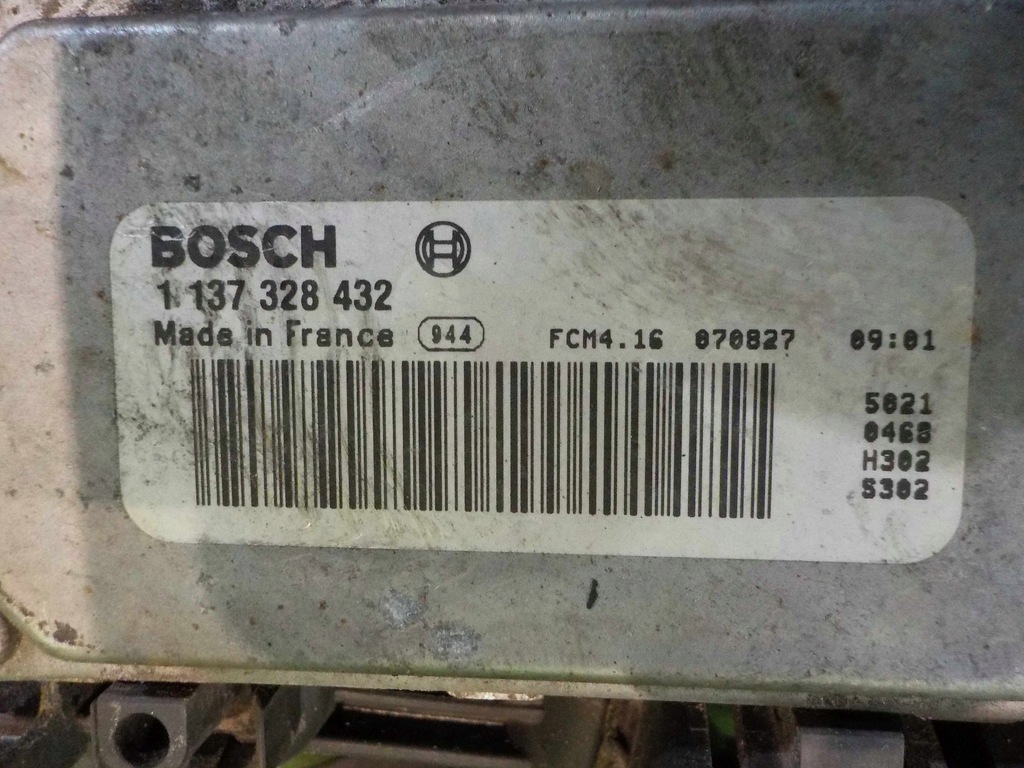 BOSCH
1 137 328 432
Made in France 944 FCM4.16 070827 09:01
5021
0468
H302
S302